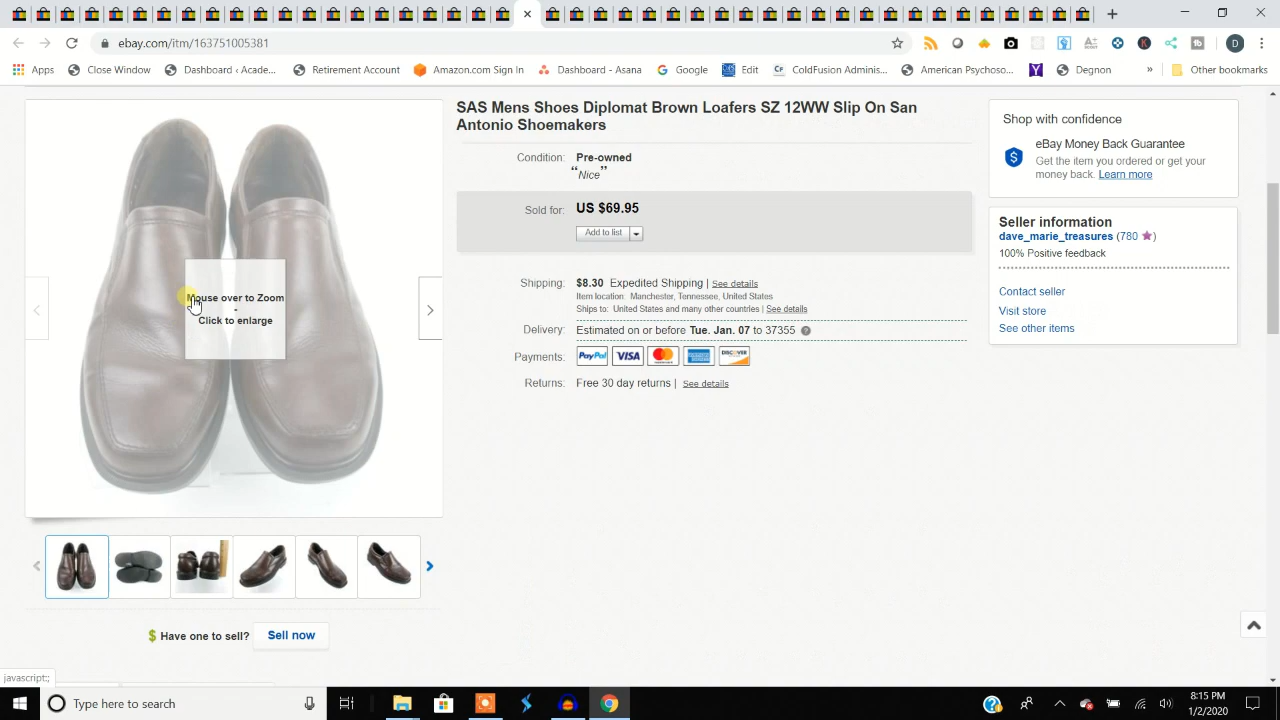 ebay.com/itm/163751005381
D
Apps
Close Window
Dashboard ‹ Acade...
Retirement Account
Amazon.com Sign In
Dashboard - Asana
Google
Edit
CF
ColdFusion Adminis...
American Psychoso...
Degnon
»
Other bookmarks
SAS Mens Shoes Diplomat Brown Loafers SZ 12WW Slip On San
Antonio Shoemakers
Condition: Pre-owned
“Nice”
Sold for: US $69.95
Add to list
Shipping: $8.30 Expedited Shipping | See details
Item location: Manchester, Tennessee, United States
Ships to: United States and many other countries | See details
Delivery: Estimated on or before Tue. Jan. 07 to 37355
Payments: PayPal VISA MasterCard DISCOVER
Returns: Free 30 day returns | See details
Shop with confidence
eBay Money Back Guarantee
Get the item you ordered or get your
money back. Learn more
Seller information
dave_marie_treasures (780 ★)
100% Positive feedback
Contact seller
Visit store
See other items
Mouse over to Zoom
-
Click to enlarge
$ Have one to sell? Sell now
javascript:;
Type here to search
8:15 PM
1/2/2020